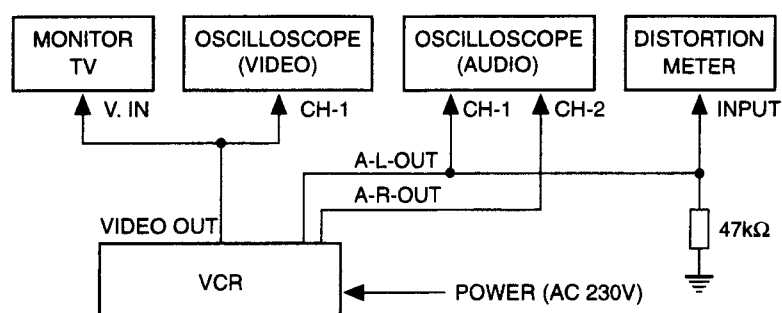 MONITOR
TV
OSCILLOSCOPE
(VIDEO)
OSCILLOSCOPE
(AUDIO)
DISTORTION
METER
V. IN
CH-1
CH-1
CH-2
INPUT
A-L-OUT
A-R-OUT
VIDEO OUT
47kΩ
VCR
POWER (AC 230V)